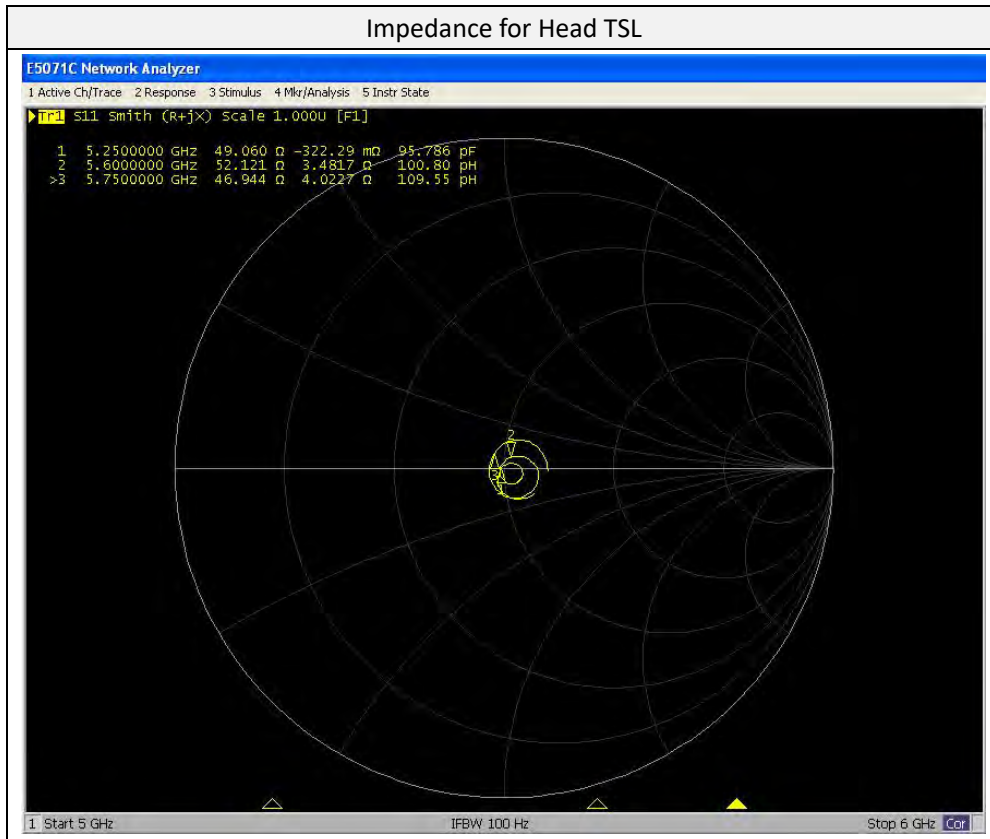 Impedance for Head TSL
E5071C Network Analyzer
1 Active Ch/Trace 2 Response 3 Stimulus 4 Mkr/Analysis 5 Instr State
Tr1 S11 Smith (R+jX) Scale 1.000U [F1]
1 5.2500000 GHz 49.060 Ω -322.29 mΩ 95.786 pF
2 5.6000000 GHz 52.121 Ω 3.4817 Ω 100.80 pH
>3 5.7500000 GHz 46.944 Ω 4.0227 Ω 109.55 pH
2
3
1
1 Start 5 GHz IFBW 100 Hz Stop 6 GHz Cor